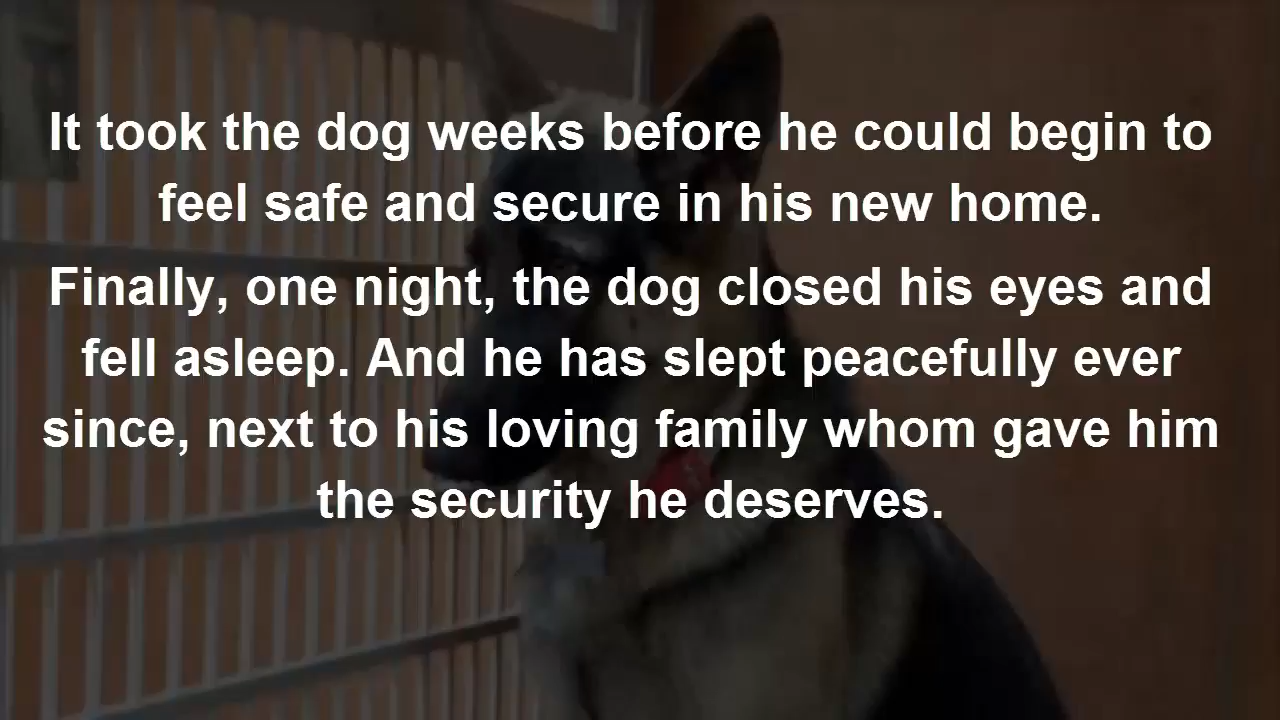 It took the dog weeks before he could begin to
feel safe and secure in his new home.
Finally, one night, the dog closed his eyes and
fell asleep. And he has slept peacefully ever
since, next to his loving family whom gave him
the security he deserves.